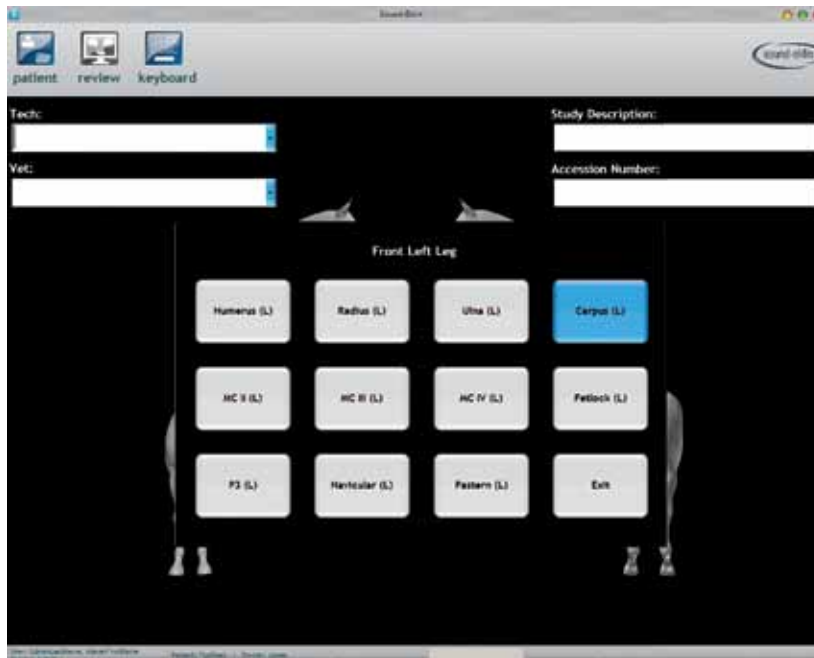 patient review keyboard
Tech:
Study Description:
Vet:
Accession Number:
Front Left Leg
Humerus (L) Radius (L) Ulna (L) Carpus (L)
MC II (L) MC III (L) MC IV (L) Fetlock (L)
P3 (L) Navicular (L) Pastern (L) Exit